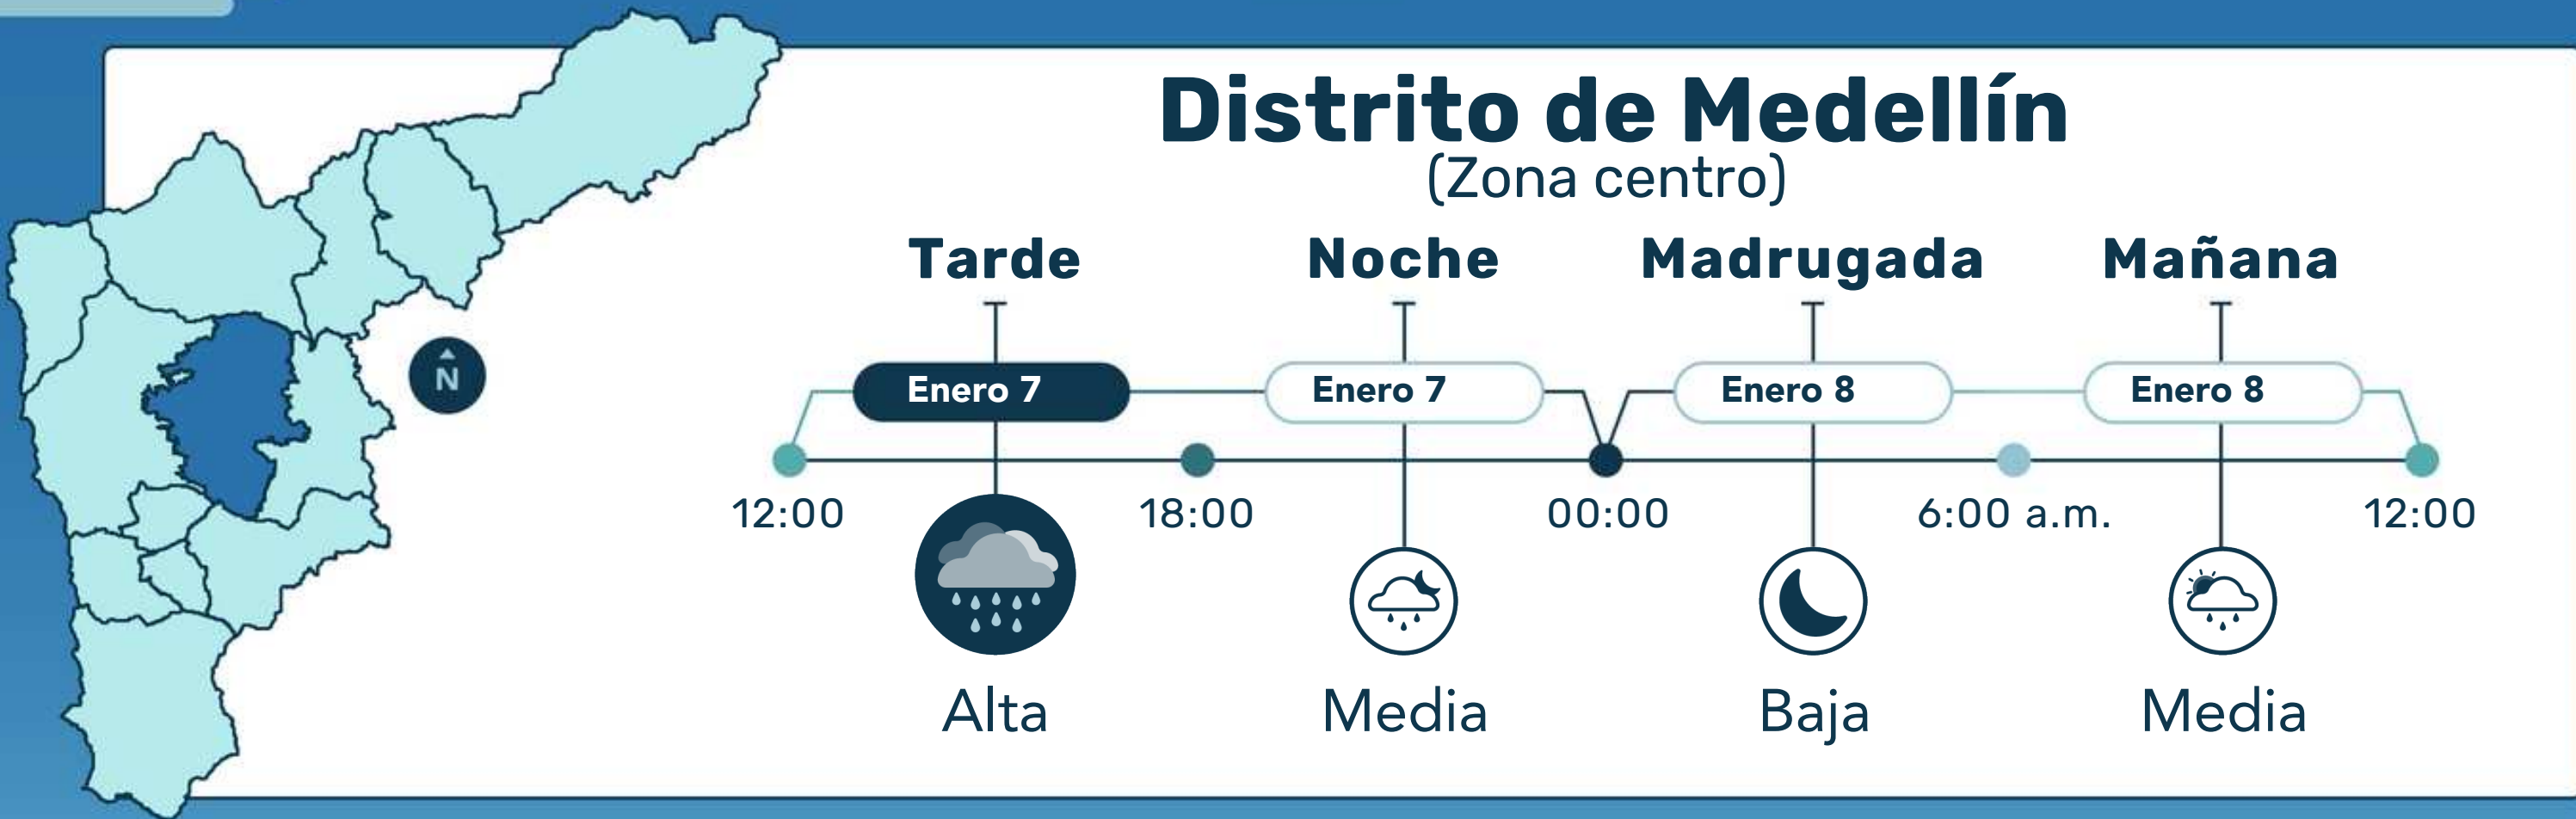 Distrito de Medellín
(Zona centro)
Tarde Noche Madrugada Mañana
N
Enero 7 Enero 7 Enero 8 Enero 8
12:00 18:00 00:00 6:00 a.m. 12:00
Alta Media Baja Media